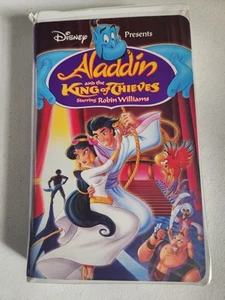 Disney Presents
Aladdin
and the
King of Thieves
Starring Robin Williams